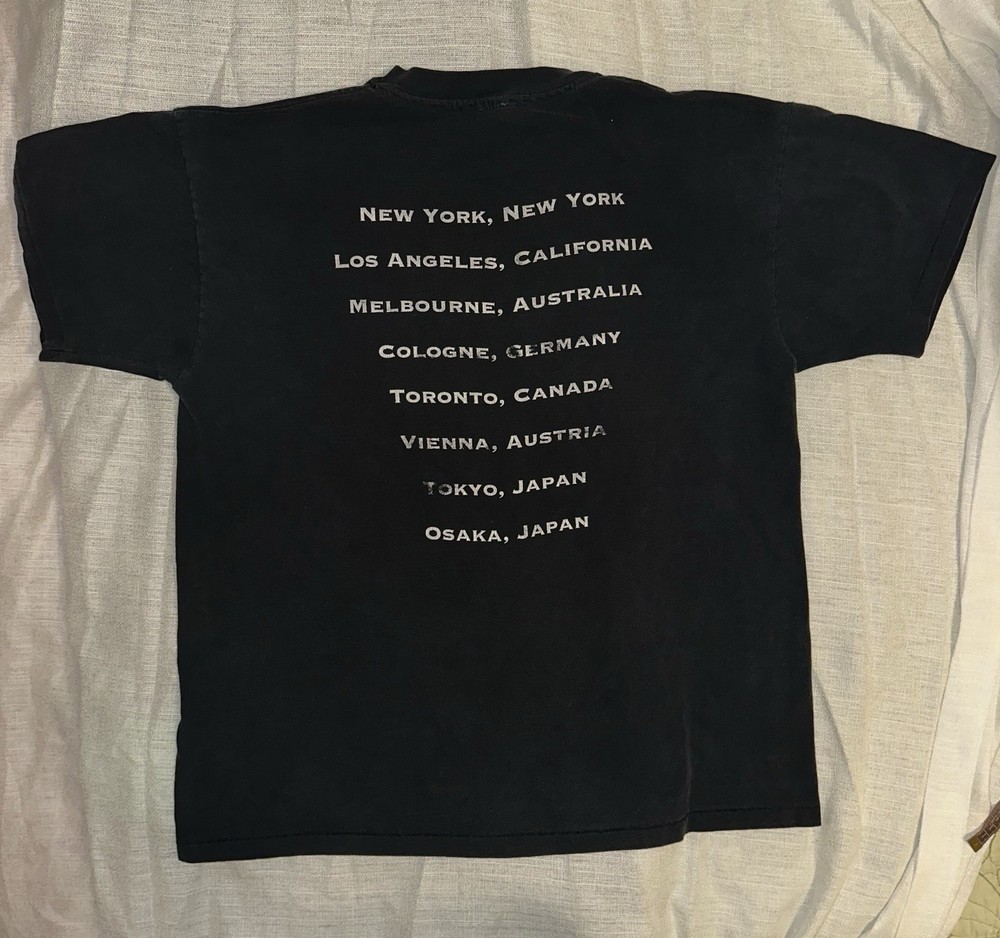 New York, New York
Los Angeles, California
Melbourne, Australia
Cologne, Germany
Toronto, Canada
Vienna, Austria
Tokyo, Japan
Osaka, Japan